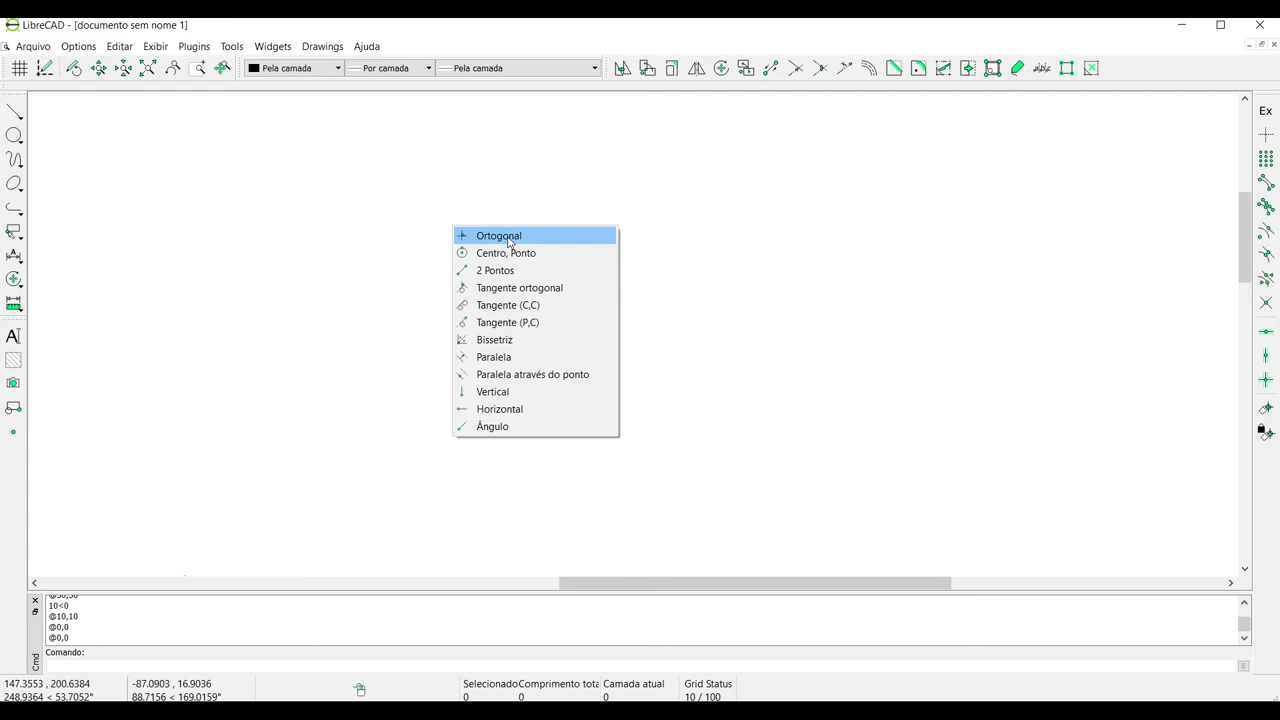 LibreCAD - [documento sem nome 1]
Arquivo Options Editar Exibir Plugins Tools Widgets Drawings Ajuda
Pela camada Por camada Pela camada
Ex
Ortogonal
Centro, Ponto
2 Pontos
Tangente ortogonal
Tangente (C,C)
Tangente (P,C)
Bissetriz
Paralela
Paralela através do ponto
Vertical
Horizontal
Ângulo
10<0
@10,10
@0,0
@0,0
Cmd
Comando:
147.3553 , 200.6384 -87.0903 , 16.9036 Selecionado Comprimento tota Camada atual Grid Status
248.9364 < 53.7052° 88.7156 < 169.0159° 0 0 0 10 / 100